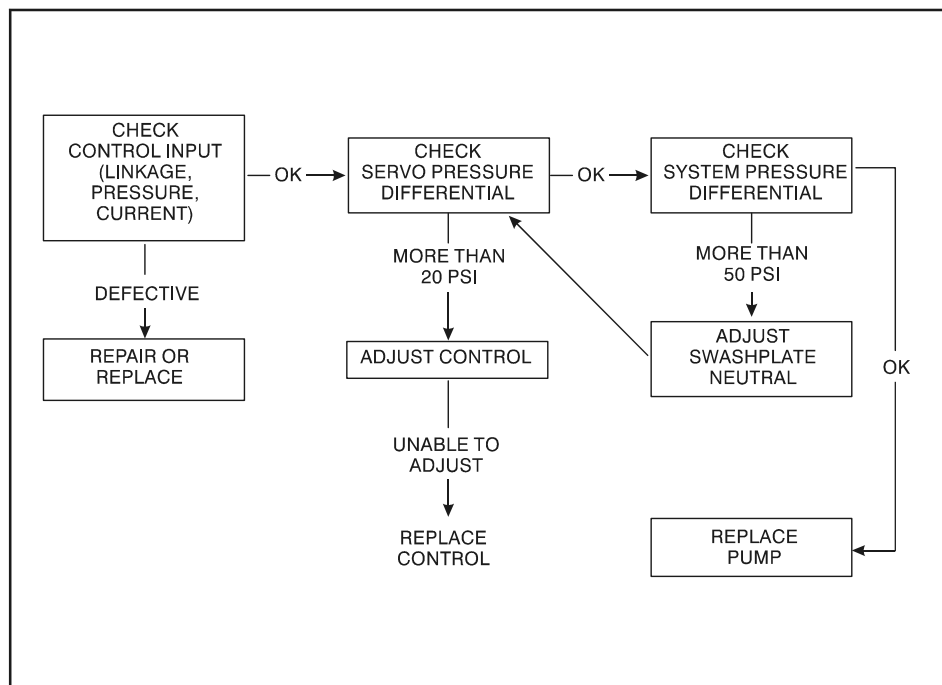 CHECK
CONTROL INPUT
(LINKAGE,
PRESSURE,
CURRENT)
OK
CHECK
SERVO PRESSURE
DIFFERENTIAL
OK
CHECK
SYSTEM PRESSURE
DIFFERENTIAL
DEFECTIVE
REPAIR OR
REPLACE
MORE THAN
20 PSI
ADJUST CONTROL
UNABLE TO
ADJUST
REPLACE
CONTROL
MORE THAN
50 PSI
ADJUST
SWASHPLATE
NEUTRAL
OK
REPLACE
PUMP